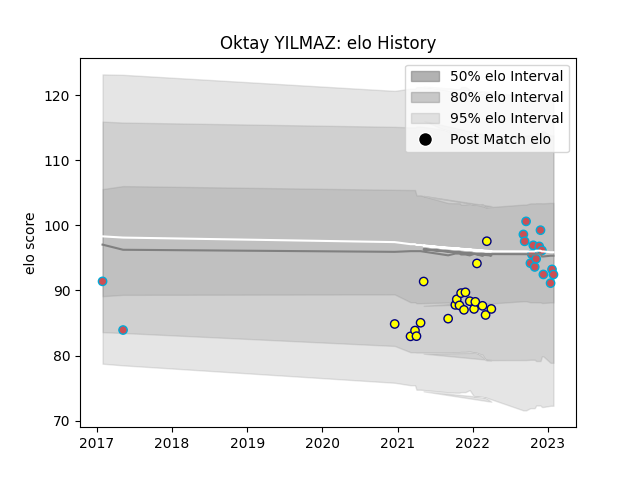 Oktay YILMAZ: elo History
50% elo Interval
80% elo Interval
95% elo Interval
Post Match elo
elo score
120
110
100
90
80
70
2017 2018 2019 2020 2021 2022 2023